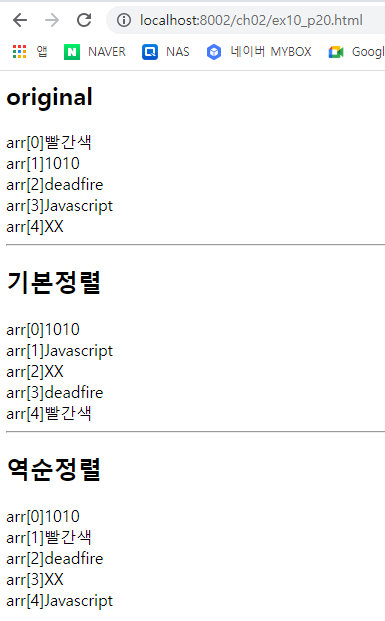 localhost:8002/ch02/ex10_p20.html
앱 NAVER NAS 네이버 MYBOX Googl
original
arr[0]빨간색
arr[1]1010
arr[2]deadfire
arr[3]Javascript
arr[4]XX
기본정렬
arr[0]1010
arr[1]Javascript
arr[2]XX
arr[3]deadfire
arr[4]빨간색
역순정렬
arr[0]1010
arr[1]빨간색
arr[2]deadfire
arr[3]XX
arr[4]Javascript